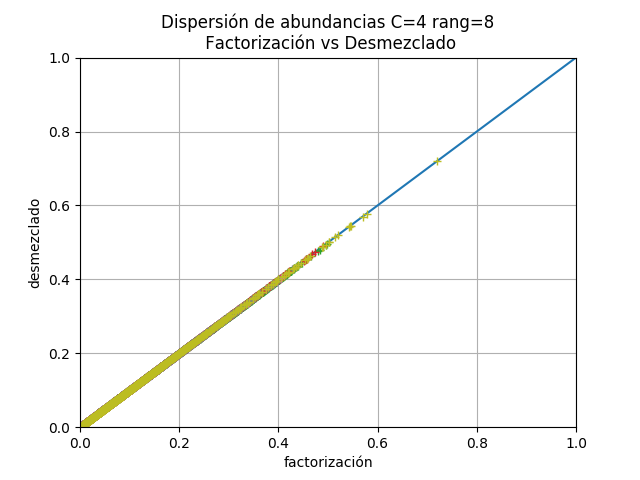 Dispersión de abundancias C=4 rang=8
Factorización vs Desmezclado
1.0
0.8
0.6
0.4
0.2
0.0
desmezclado
0.0 0.2 0.4 0.6 0.8 1.0
factorización